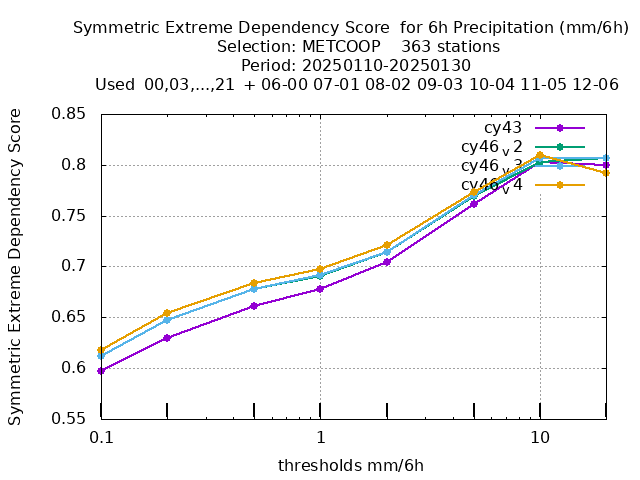 Symmetric Extreme Dependency Score  for 6h Precipitation (mm/6h)
Selection: METCOOP    363 stations
Period: 20250110-20250130
Used  00,03,...,21  + 06-00 07-01 08-02 09-03 10-04 11-05 12-06
Symmetric Extreme Dependency Score
0.85
0.8
0.75
0.7
0.65
0.6
0.55
cy43
cy46v2
cy46v3
cy46v4
0.1
1
10
thresholds mm/6h